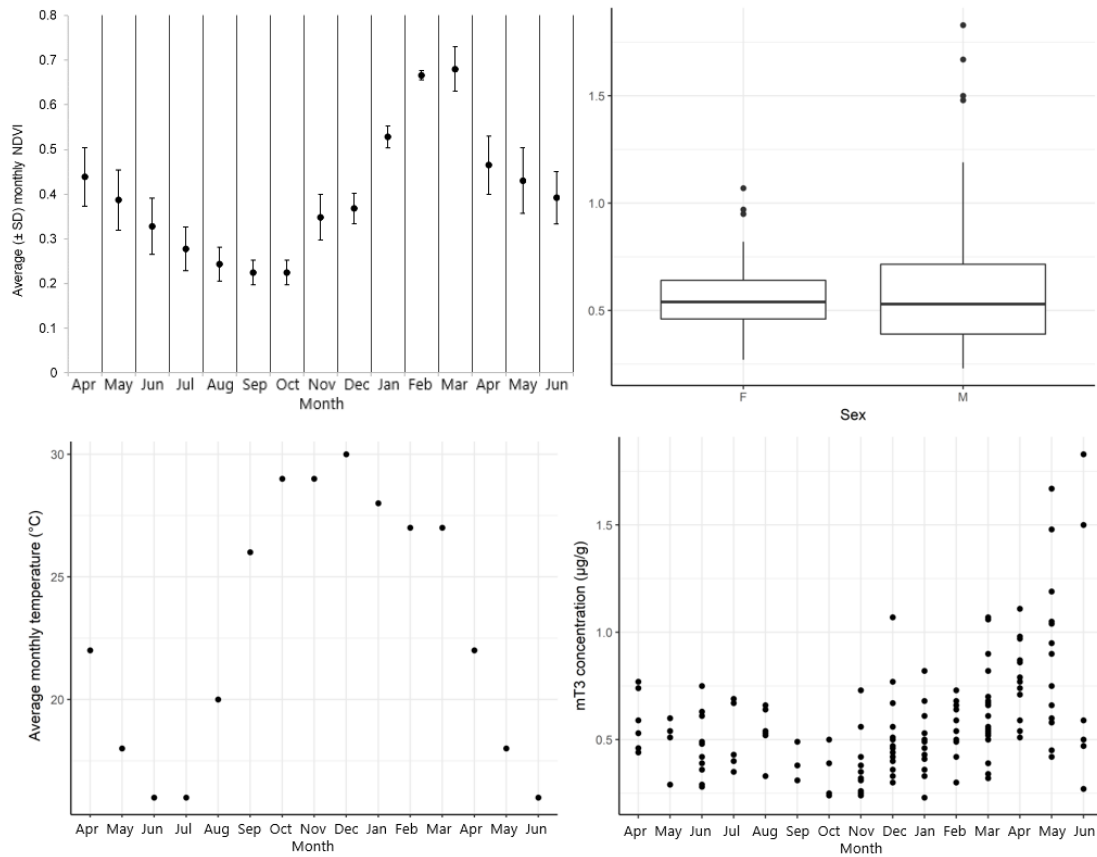 Average (± SD) monthly NDVI
0.8
0.7
0.6
0.5
0.4
0.3
0.2
0.1
0
Apr May Jun Jul Aug Sep Oct Nov Dec Jan Feb Mar Apr May Jun
Month
1.5
1.0
0.5
F M
Sex
Average monthly temperature (°C)
30
25
20
Apr May Jun Jul Aug Sep Oct Nov Dec Jan Feb Mar Apr May Jun
Month
mT3 concentration (µg/g)
1.5
1.0
0.5
Apr May Jun Jul Aug Sep Oct Nov Dec Jan Feb Mar Apr May Jun
Month